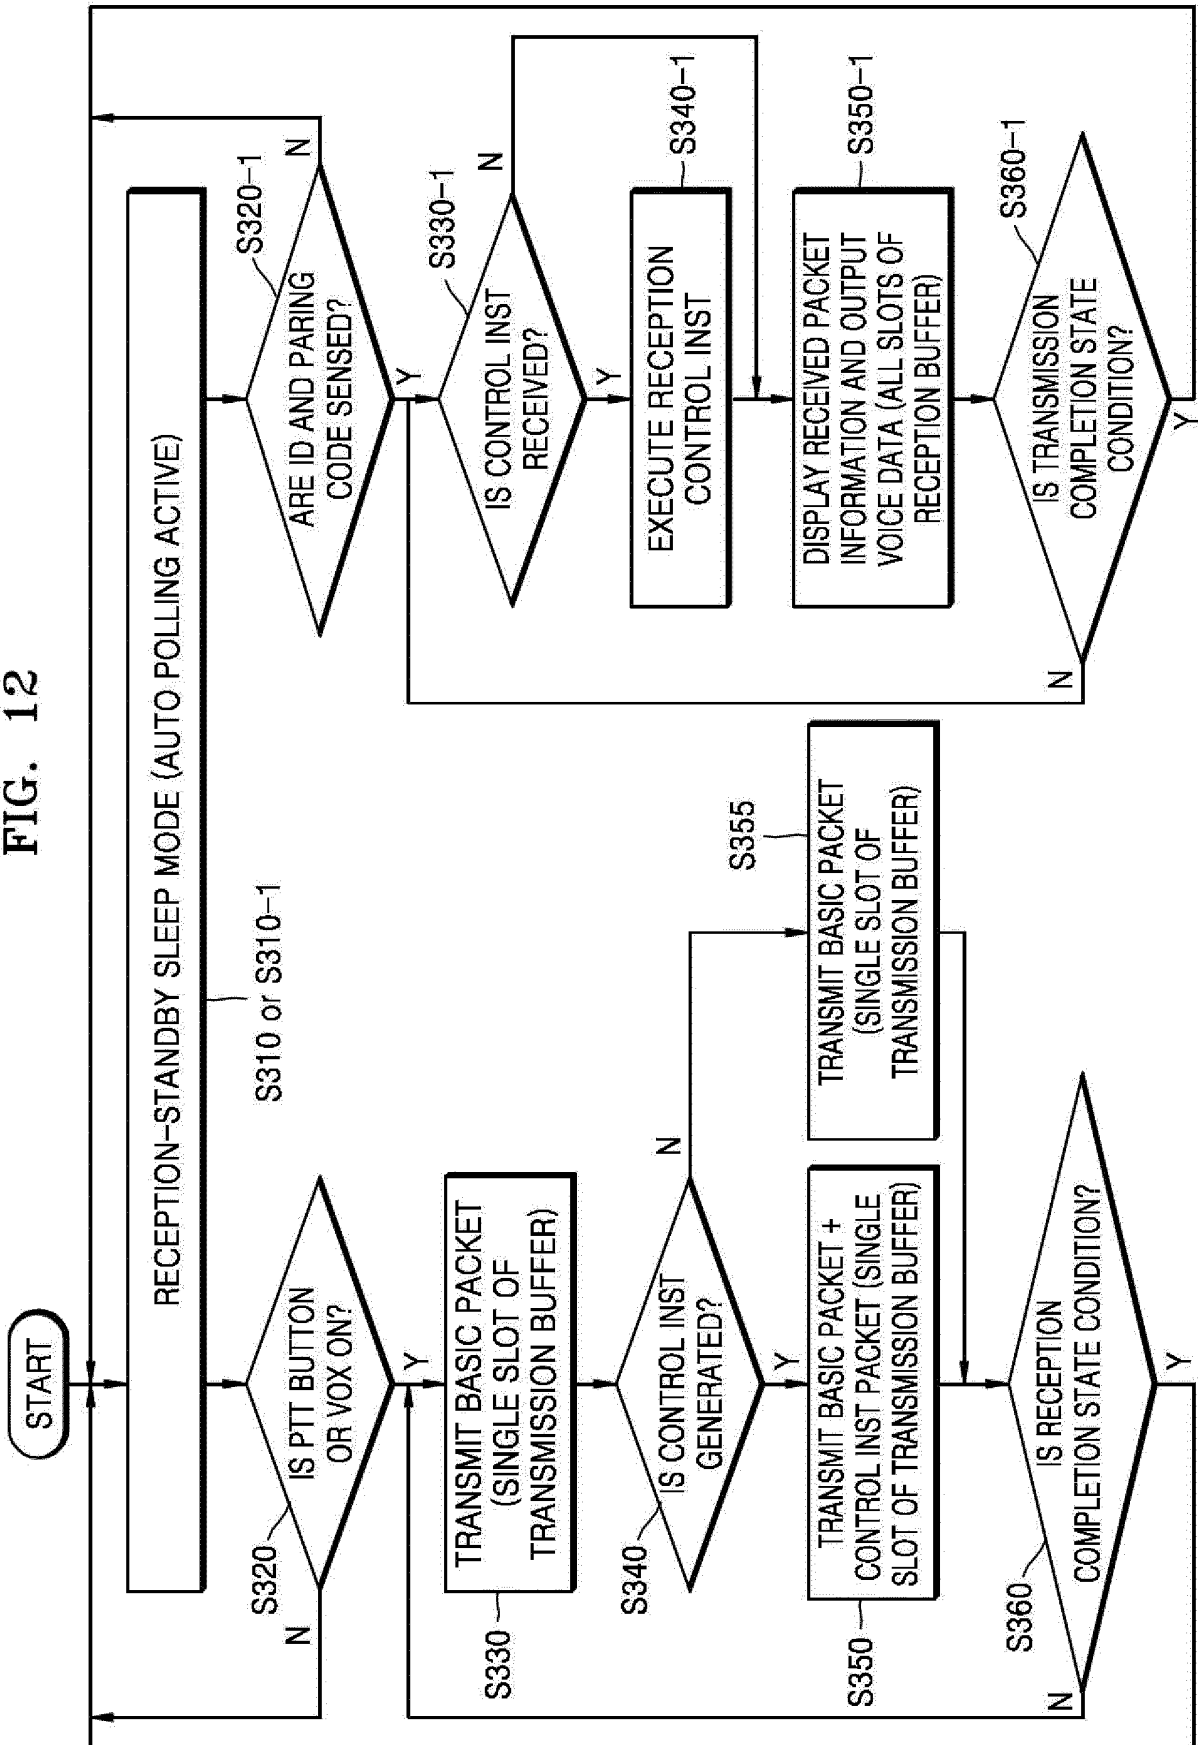 FIG. 12
START
RECEPTION-STANDBY SLEEP MODE (AUTO POLLING ACTIVE)
S310 or S310-1
IS PTT BUTTON
OR VOX ON?
S320
N
Y
TRANSMIT BASIC PACKET
(SINGLE SLOT OF
TRANSMISSION BUFFER)
S330
IS CONTROL INST
GENERATED?
S340
N
Y
TRANSMIT BASIC PACKET +
CONTROL INST PACKET (SINGLE
SLOT OF TRANSMISSION BUFFER)
S350
TRANSMIT BASIC PACKET
(SINGLE SLOT OF
TRANSMISSION BUFFER)
S355
IS RECEPTION
COMPLETION STATE CONDITION?
S360
N
Y
ARE ID AND PARING
CODE SENSED?
S320-1
N
Y
IS CONTROL INST
RECEIVED?
S330-1
N
Y
EXECUTE RECEPTION
CONTROL INST
S340-1
DISPLAY RECEIVED PACKET
INFORMATION AND OUTPUT
VOICE DATA (ALL SLOTS OF
RECEPTION BUFFER)
S350-1
IS TRANSMISSION
COMPLETION STATE
CONDITION?
S360-1
N
Y